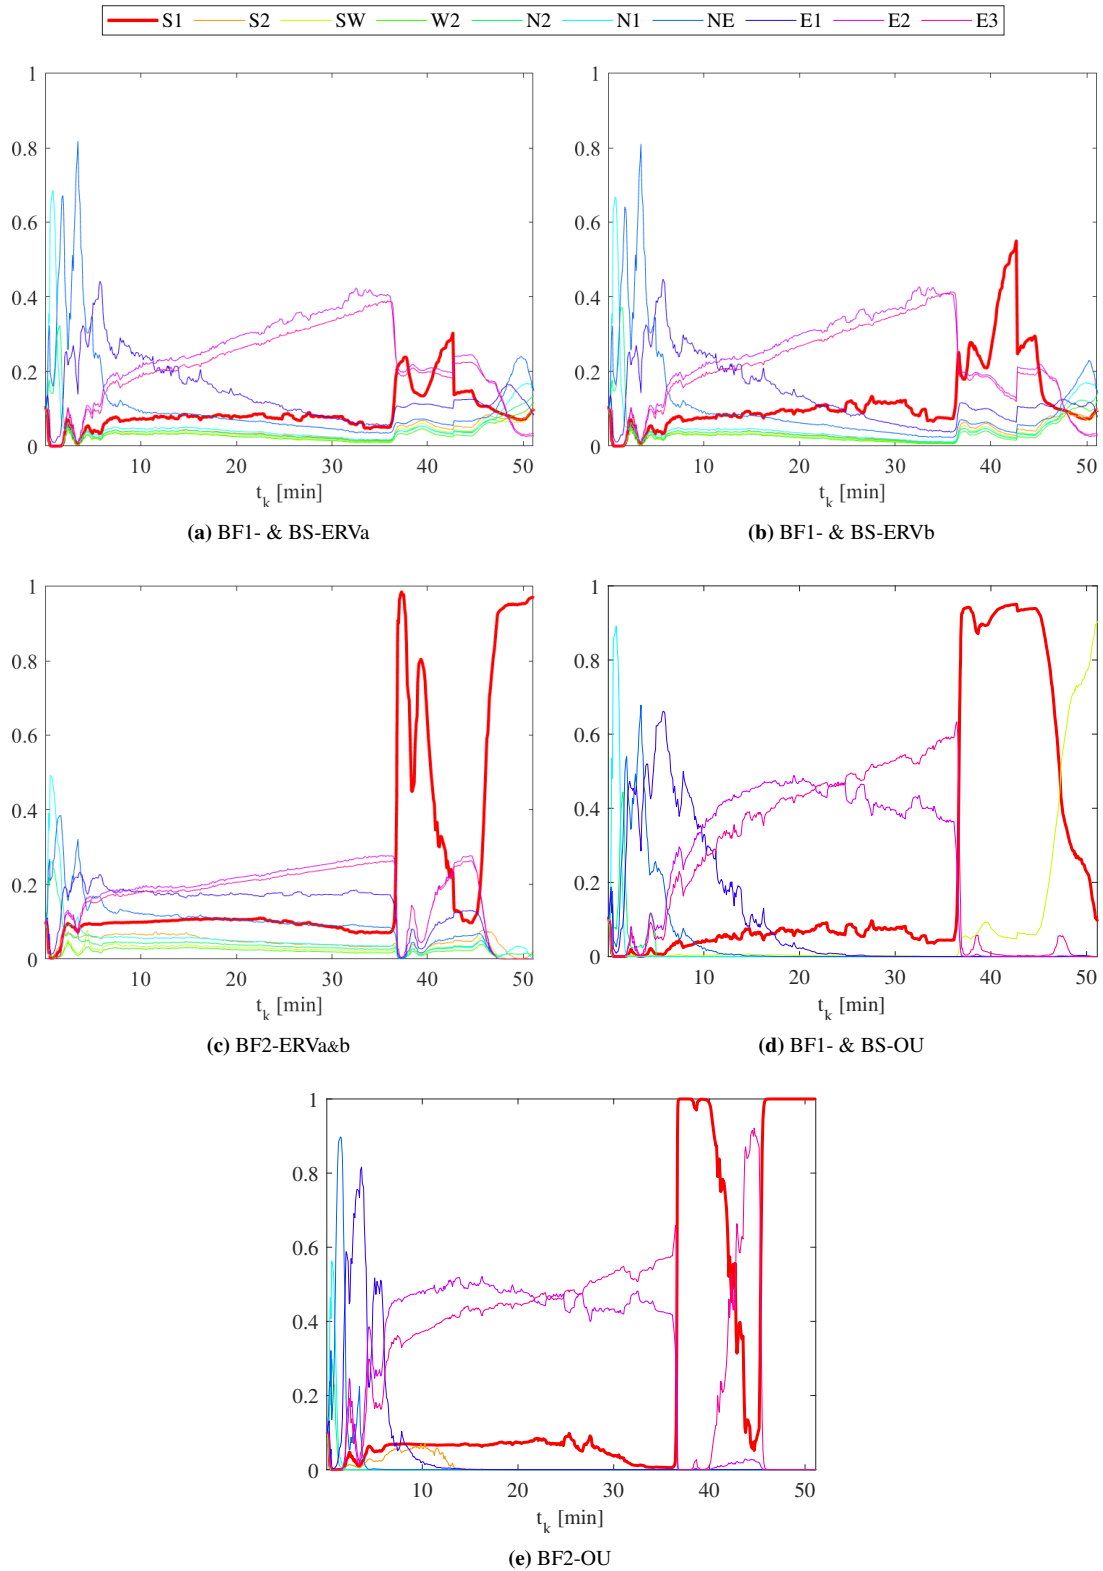 S1 S2 SW W2 N2 N1 NE E1 E2 E3
1
0.8
0.6
0.4
0.2
0
10 20 30 40 50
t_k [min]
(a) BF1- & BS-ERVa
1
0.8
0.6
0.4
0.2
0
10 20 30 40 50
t_k [min]
(b) BF1- & BS-ERVb
1
0.8
0.6
0.4
0.2
0
10 20 30 40 50
t_k [min]
(c) BF2-ERVa&b
1
0.8
0.6
0.4
0.2
0
10 20 30 40 50
t_k [min]
(d) BF1- & BS-OU
1
0.8
0.6
0.4
0.2
0
10 20 30 40 50
t_k [min]
(e) BF2-OU